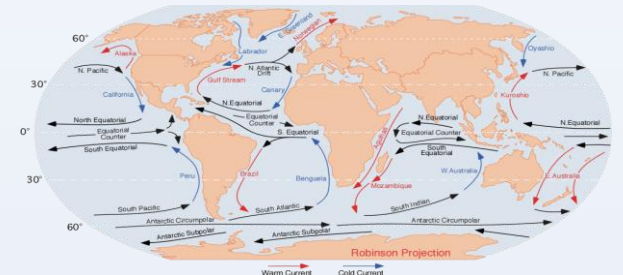 60°
30°
0°
30°
60°
Alaska
N. Pacific
California
North Equatorial
Equatorial
Counter
South Equatorial
Peru
South Pacific
Antarctic Circumpolar
Antarctic Subpolar
Labrador
E. Greenland
Norwegian
N. Atlantic
Drift
Gulf Stream
Canary
N.Equatorial
Equatorial
Counter
S. Equatorial
Brazil
Benguela
South Atlantic
Antarctic Subpolar
Agulhas
Mozambique
South Indian
N.Equatorial
Equatorial Counter
South
Equatorial
W.Australia
Antarctic Circumpolar
Oyashio
N. Pacific
Kuroshio
N.Equatorial
E. Australia
Robinson Projection
Warm Current
Cold Current